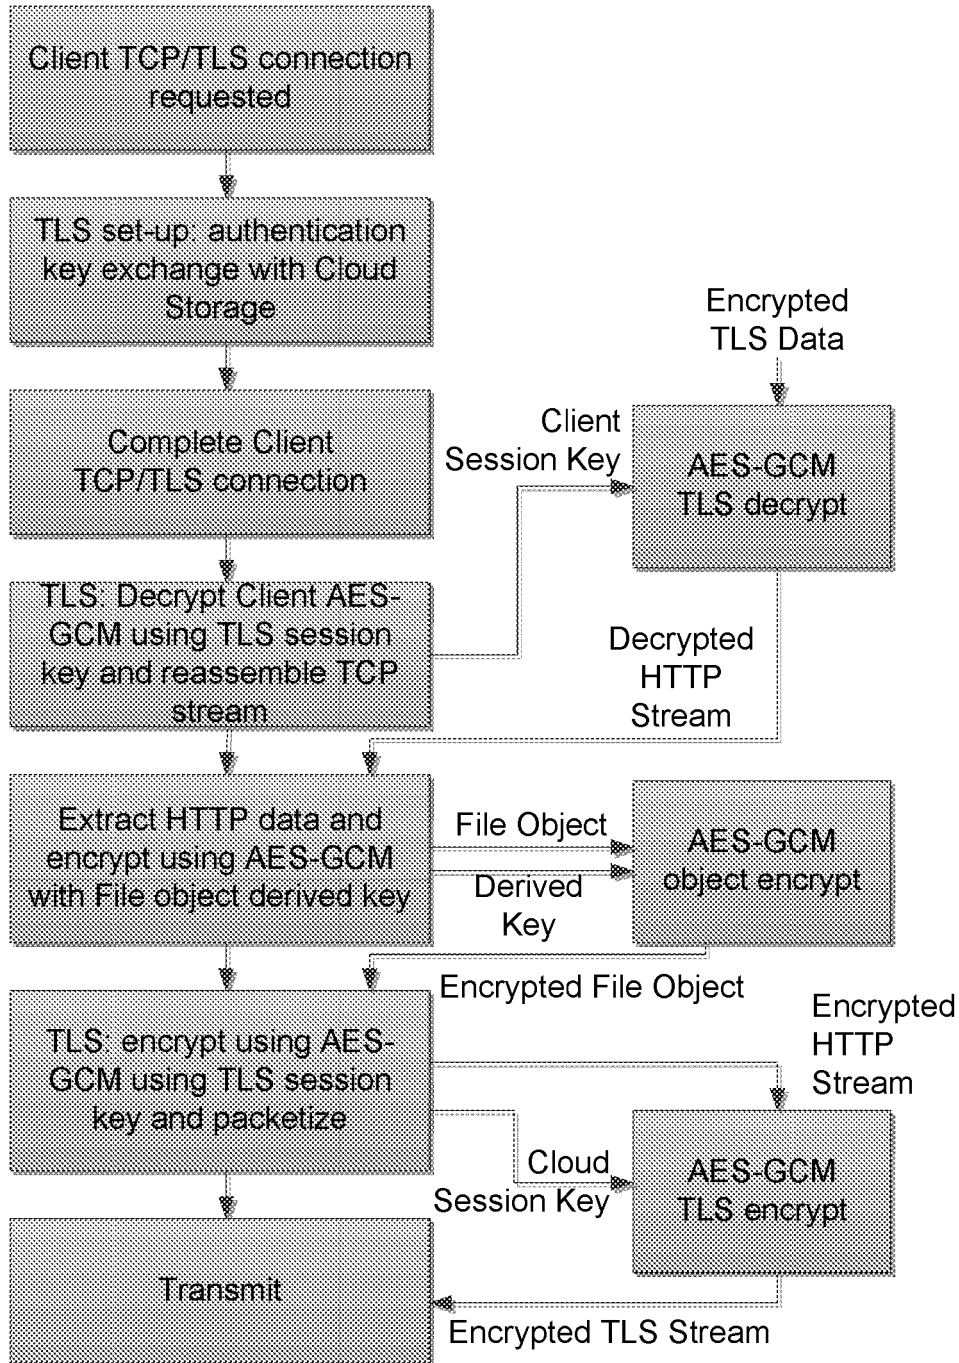 Client TCP/TLS connection
requested
TLS set-up: authentication
key exchange with Cloud
Storage
Encrypted
TLS Data
Complete Client
TCP/TLS connection
Client
Session Key
AES-GCM
TLS decrypt
TLS: Decrypt Client AES-
GCM using TLS session
key and reassemble TCP
stream
Decrypted
HTTP
Stream
Extract HTTP data and
encrypt using AES-GCM
with File object derived key
File Object
Derived
Key
AES-GCM
object encrypt
Encrypted File Object
TLS: encrypt using AES-
GCM using TLS session
key and packetize
Encrypted
HTTP
Stream
Cloud
Session Key
AES-GCM
TLS encrypt
Transmit
Encrypted TLS Stream